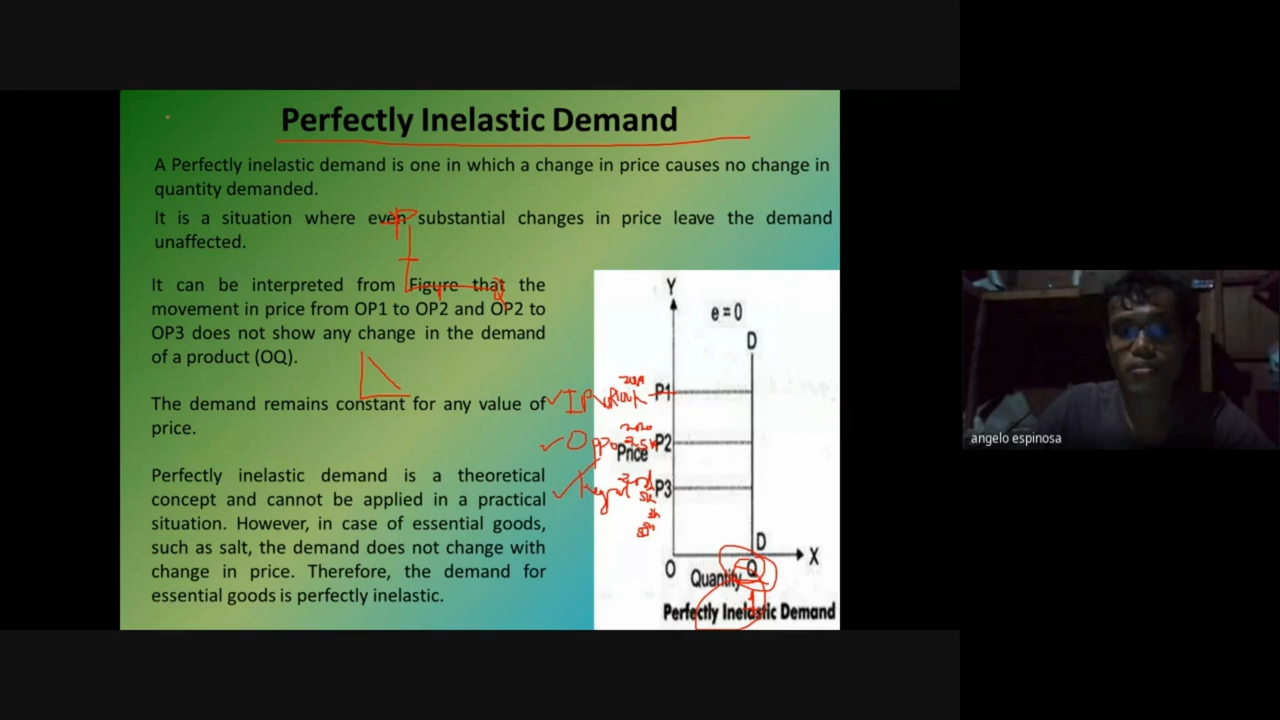 Perfectly Inelastic Demand
A Perfectly inelastic demand is one in which a change in price causes no change in
quantity demanded.
It is a situation where even substantial changes in price leave the demand
unaffected.
It can be interpreted from Figure that the
movement in price from OP1 to OP2 and OP2 to
OP3 does not show any change in the demand
of a product (OQ).
The demand remains constant for any value of
price.
Perfectly inelastic demand is a theoretical
concept and cannot be applied in a practical
situation. However, in case of essential goods,
such as salt, the demand does not change with
change in price. Therefore, the demand for
essential goods is perfectly inelastic.
P
Q
Y
e = 0
D
P1
P2
Oppo
Price
P3
D
X
O
Quantity Q
1
Perfectly Inelastic Demand
angelo espinosa